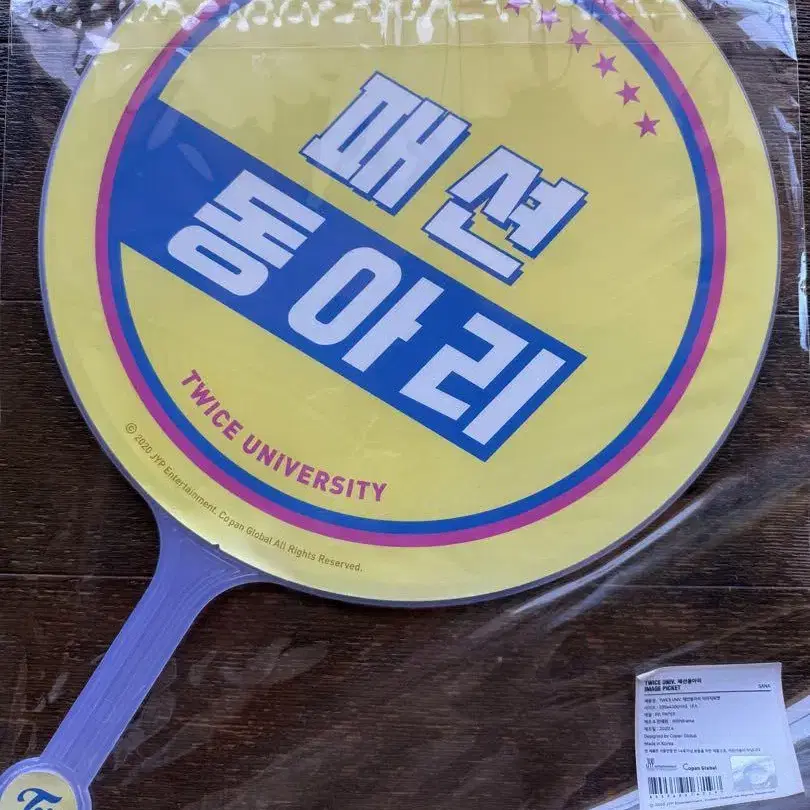 패션
동아리
TWICE UNIVERSITY
© 2020 JYP Entertainment. Copan Global All Rights Reserved.
TWICE UNIV. 패션동아리
IMAGE PICKET
SANA
Designed by Copan Global
Made in Korea
Copan Global